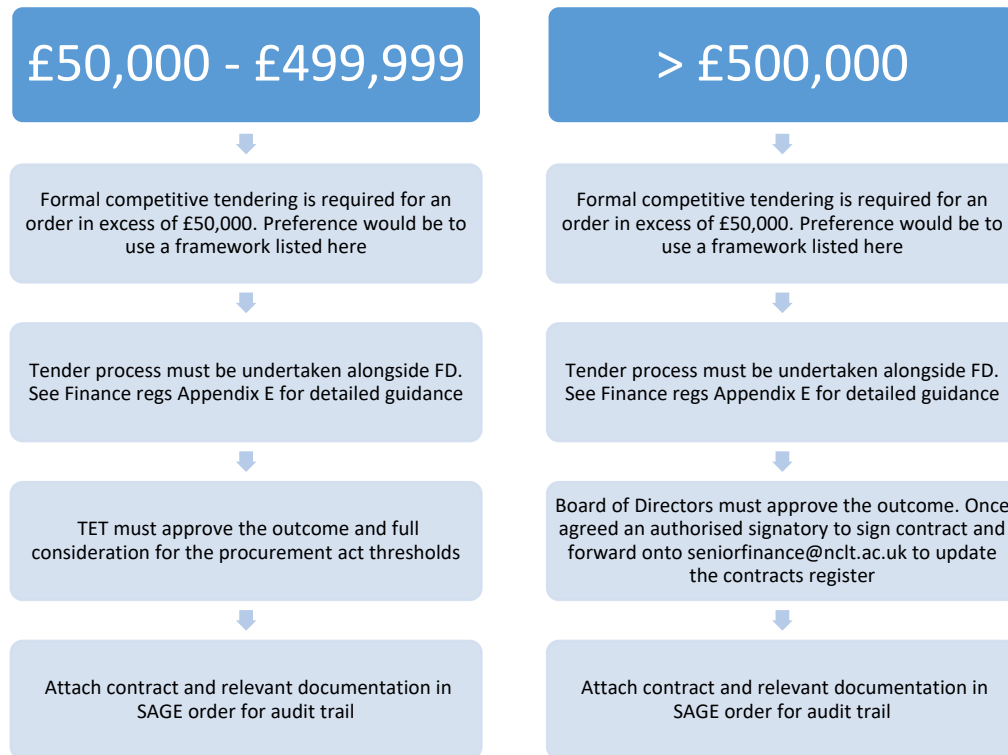 £50,000 - £499,999
Formal competitive tendering is required for an
order in excess of £50,000. Preference would be to
use a framework listed here
Tender process must be undertaken alongside FD.
See Finance regs Appendix E for detailed guidance
TET must approve the outcome and full
consideration for the procurement act thresholds
Attach contract and relevant documentation in
SAGE order for audit trail
> £500,000
Formal competitive tendering is required for an
order in excess of £50,000. Preference would be to
use a framework listed here
Tender process must be undertaken alongside FD.
See Finance regs Appendix E for detailed guidance
Board of Directors must approve the outcome. Once
agreed an authorised signatory to sign contract and
forward onto seniorfinance@nclt.ac.uk to update
the contracts register
Attach contract and relevant documentation in
SAGE order for audit trail